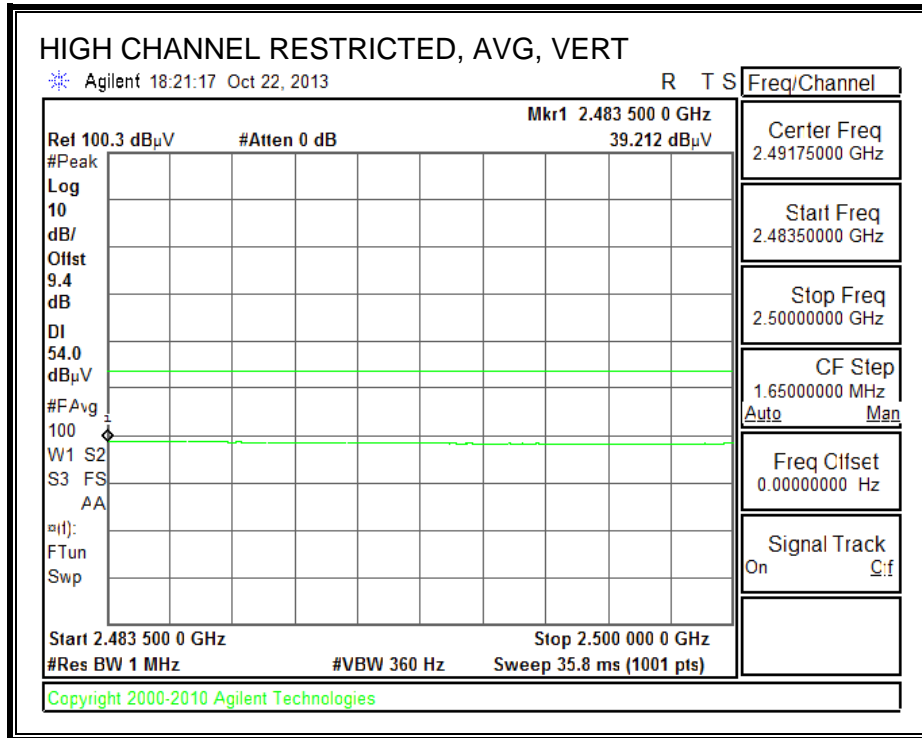 HIGH CHANNEL RESTRICTED, AVG, VERT
Agilent 18:21:17 Oct 22, 2013 R T S
Mkr1 2.483 500 0 GHz
Ref 100.3 dBµV #Atten 0 dB 39.212 dBµV
#Peak
Log
10
dB/
Offst
9.4
dB
DI
54.0
dBµV
#PAvg
100
1
W1 S2
S3 FS
AA
¤(f):
FTun
Swp
Start 2.483 500 0 GHz Stop 2.500 000 0 GHz
#Res BW 1 MHz #VBW 360 Hz Sweep 35.8 ms (1001 pts)
Freq/Channel
Center Freq
2.49175000 GHz
Start Freq
2.48350000 GHz
Stop Freq
2.50000000 GHz
CF Step
1.65000000 MHz
Auto Man
Freq Offset
0.00000000 Hz
Signal Track
On Off
Copyright 2000-2010 Agilent Technologies